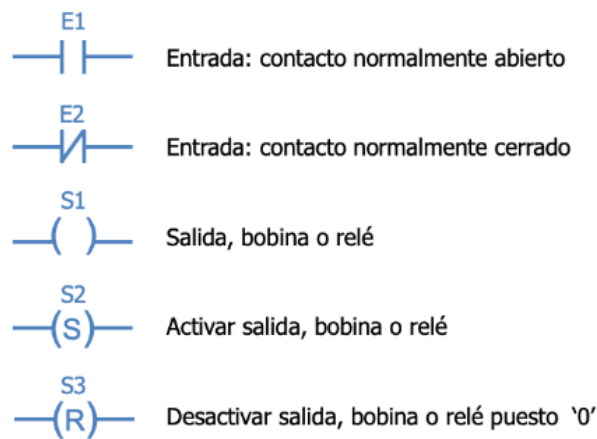 E1
Entrada: contacto normalmente abierto
E2
Entrada: contacto normalmente cerrado
S1
Salida, bobina o relé
S2
(S)
Activar salida, bobina o relé
S3
(R)
Desactivar salida, bobina o relé puesto ‘0’